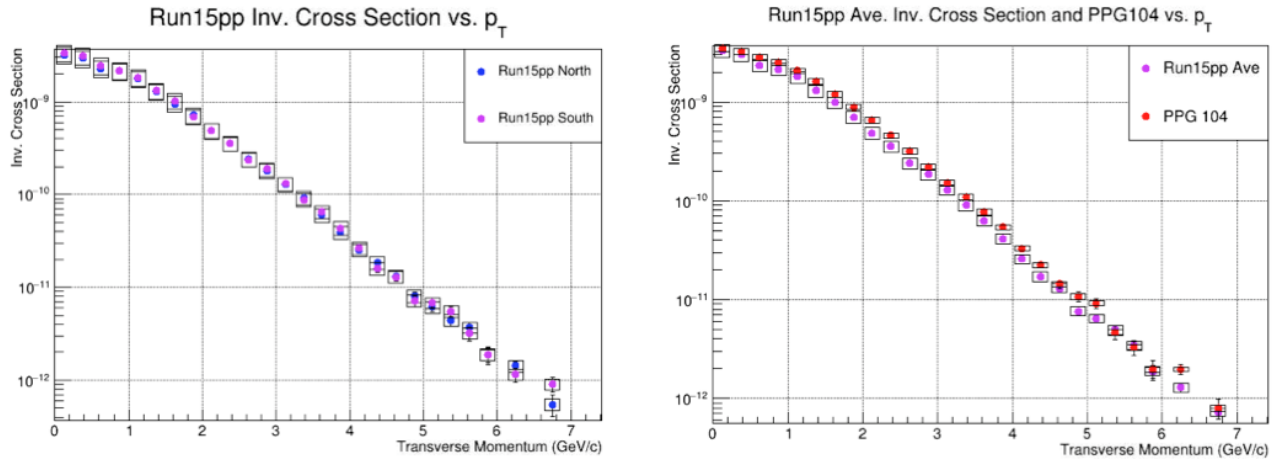 Run15pp Inv. Cross Section vs. p_T
Inv. Cross Section
10^-9
10^-10
10^-11
10^-12
Run15pp North
Run15pp South
0 1 2 3 4 5 6 7
Transverse Momentum (GeV/c)
Run15pp Ave. Inv. Cross Section and PPG104 vs. p_T
Inv. Cross Section
10^-9
10^-10
10^-11
10^-12
Run15pp Ave
PPG 104
0 1 2 3 4 5 6 7
Transverse Momentum (GeV/c)